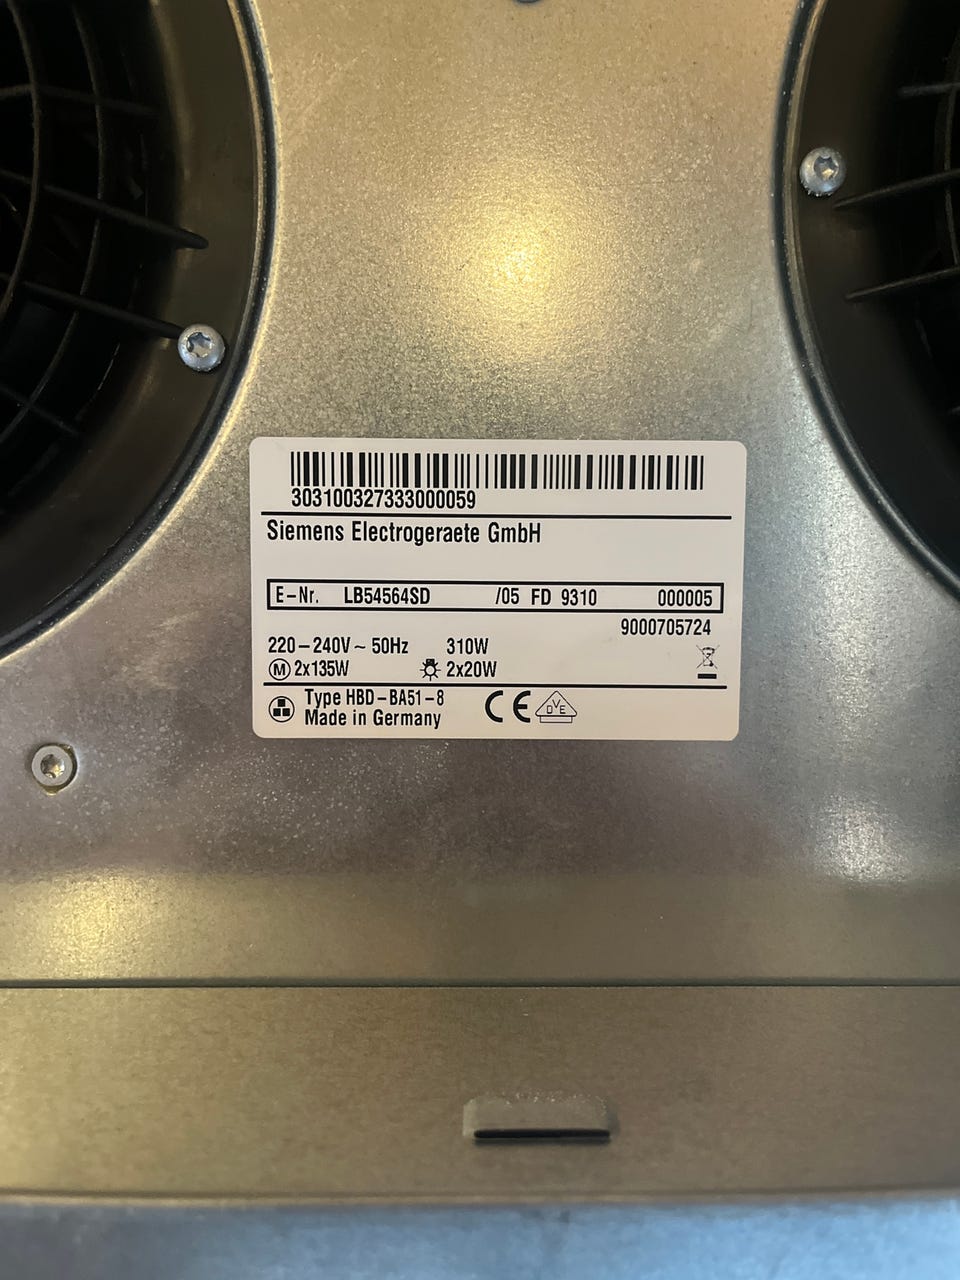 303100327333000059
Siemens Electrogeraete GmbH
E-Nr. LB54564SD /05 FD 9310 000005
9000705724
220-240V~ 50Hz 310W
M 2x135W 2x20W
Type HBD-BA51-8
Made in Germany
CE DVE